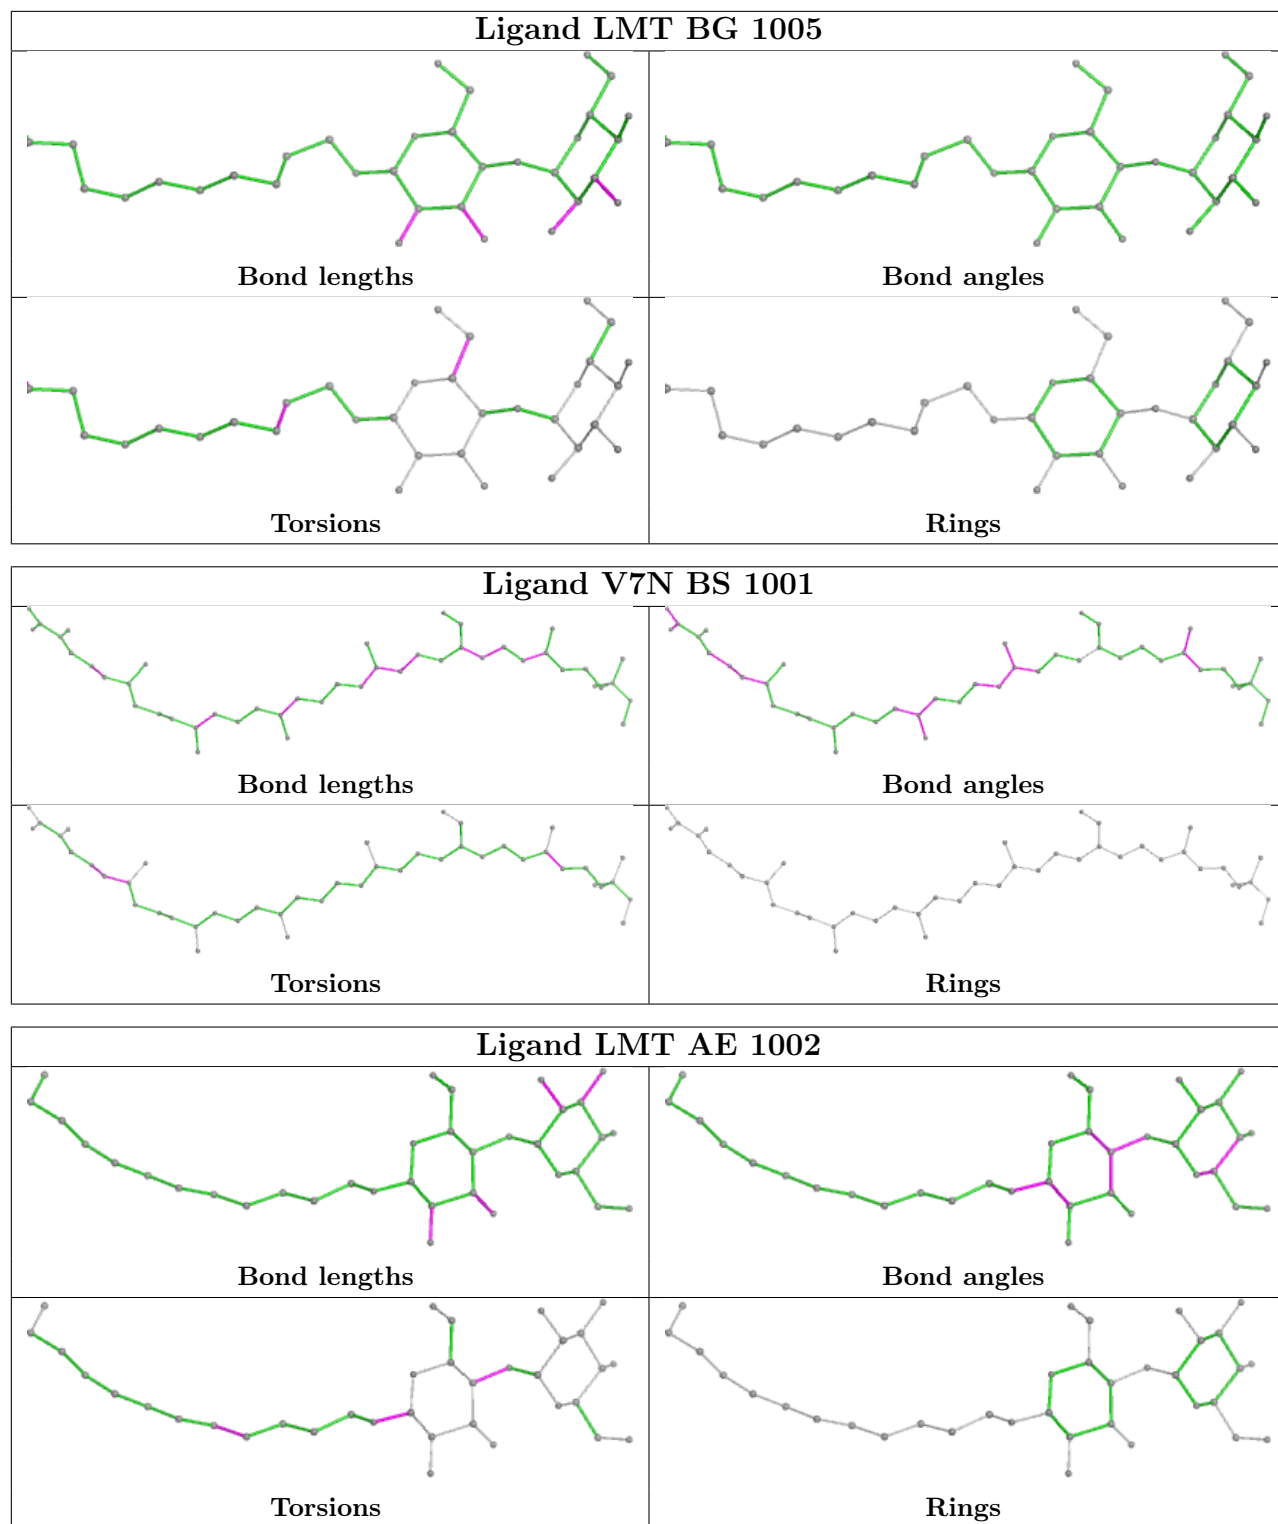 Ligand LMT BG 1005
Bond lengths
Bond angles
Torsions
Rings
Ligand V7N BS 1001
Bond lengths
Bond angles
Torsions
Rings
Ligand LMT AE 1002
Bond lengths
Bond angles
Torsions
Rings